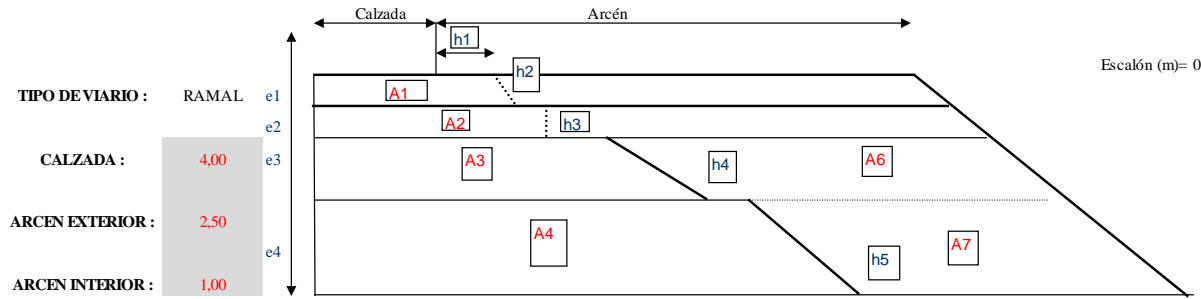 Calzada Arcén
h1
h2 Escalón (m)= 0
TIPO DE VIARIO : RAMAL e1 A1
e2 A2 h3
CALZADA : 4,00 e3 A3 h4 A6
ARCEN EXTERIOR : 2,50 A4 A7
e4 h5
ARCEN INTERIOR : 1,00